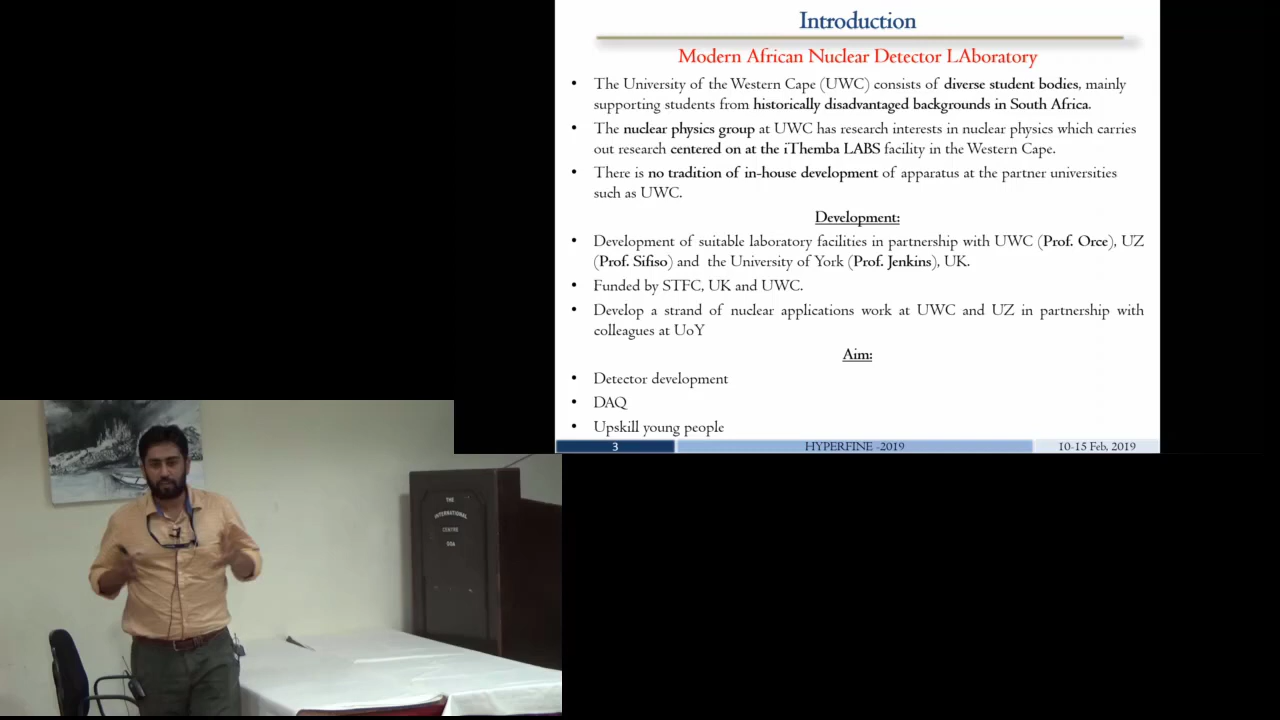 Introduction
Modern African Nuclear Detector LAboratory
• The University of the Western Cape (UWC) consists of diverse student bodies, mainly
supporting students from historically disadvantaged backgrounds in South Africa.
• The nuclear physics group at UWC has research interests in nuclear physics which carries
out research centered on at the iThemba LABS facility in the Western Cape.
• There is no tradition of in-house development of apparatus at the partner universities
such as UWC.
Development:
• Development of suitable laboratory facilities in partnership with UWC (Prof. Orce), UZ
(Prof. Sifiso) and the University of York (Prof. Jenkins), UK.
• Funded by STFC, UK and UWC.
• Develop a strand of nuclear applications work at UWC and UZ in partnership with
colleagues at UoY
Aim:
• Detector development
• DAQ
• Upskill young people
3 HYPERFINE -2019 10-15 Feb, 2019
THE
INTERNATIONAL
CENTRE
GOA